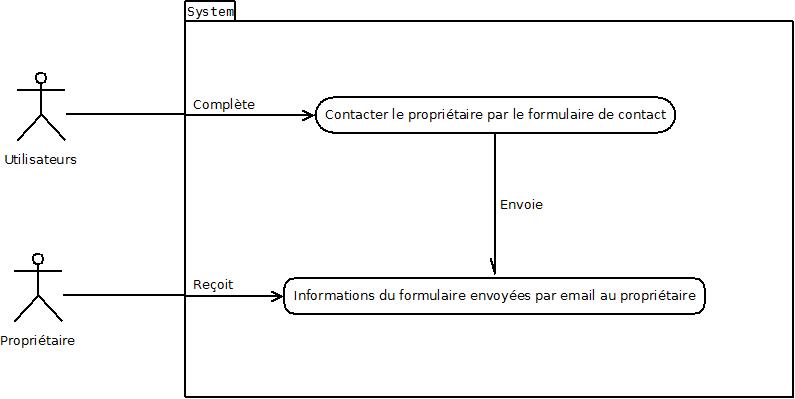 System
Complète
Contacter le propriétaire par le formulaire de contact
Utilisateurs
Envoie
Reçoit
Informations du formulaire envoyées par email au propriétaire
Propriétaire